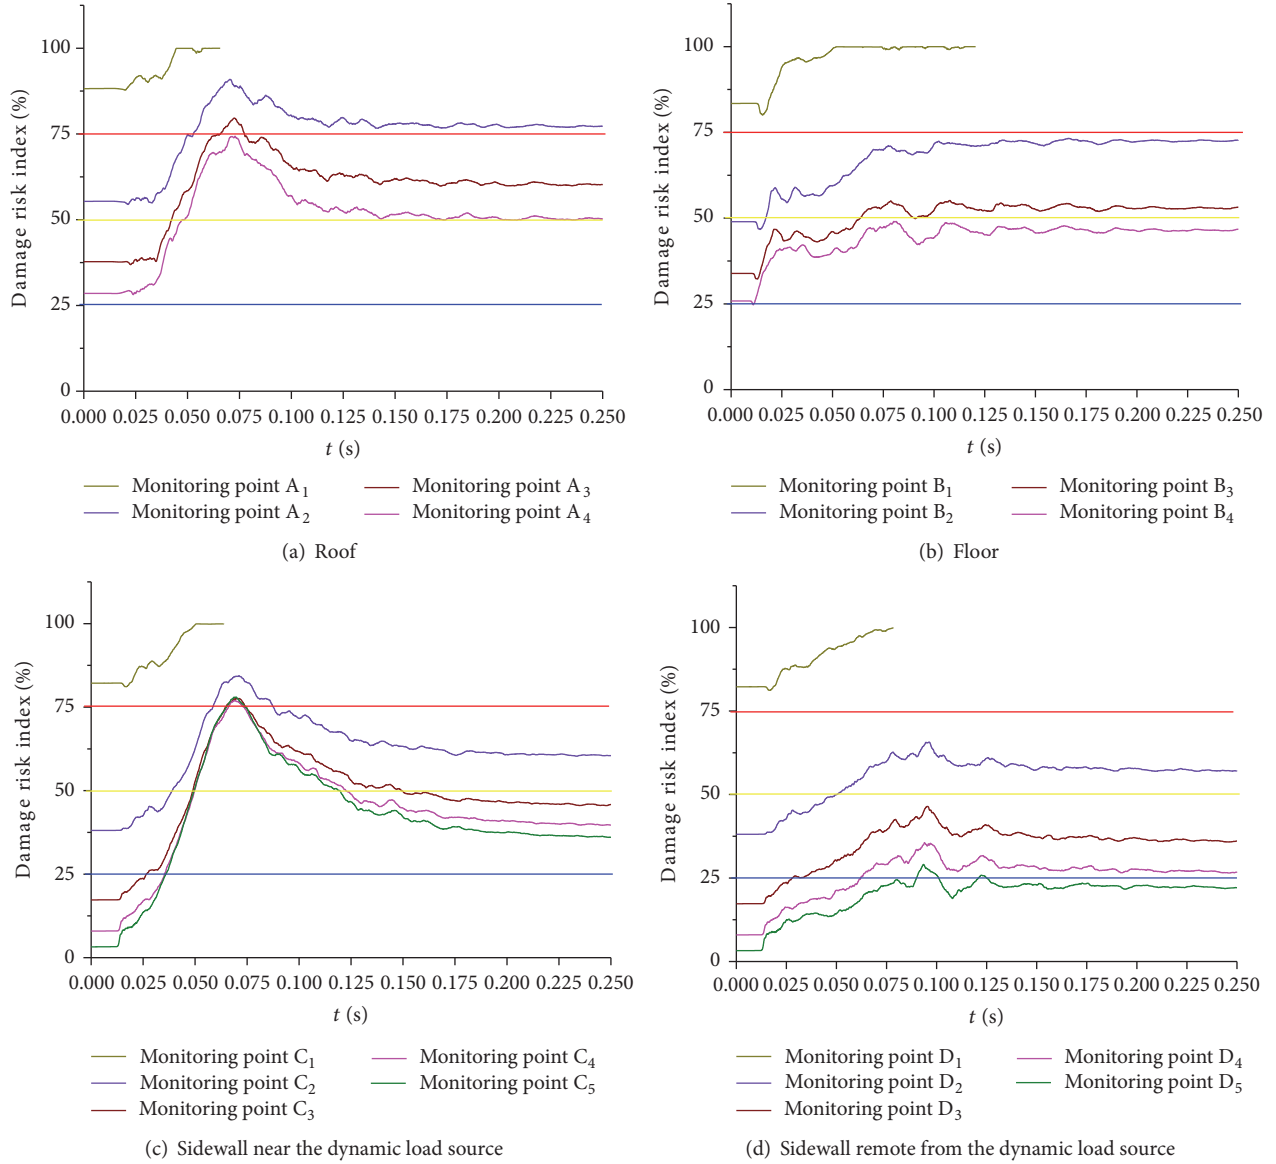 Damage risk index (%)
100
75
50
25
0
0.000 0.025 0.050 0.075 0.100 0.125 0.150 0.175 0.200 0.225 0.250
t (s)
Monitoring point A1
Monitoring point A2
Monitoring point A3
Monitoring point A4
(a) Roof
Damage risk index (%)
100
75
50
25
0
0.000 0.025 0.050 0.075 0.100 0.125 0.150 0.175 0.200 0.225 0.250
t (s)
Monitoring point B1
Monitoring point B2
Monitoring point B3
Monitoring point B4
(b) Floor
Damage risk index (%)
100
75
50
25
0
0.000 0.025 0.050 0.075 0.100 0.125 0.150 0.175 0.200 0.225 0.250
t (s)
Monitoring point C1
Monitoring point C2
Monitoring point C3
Monitoring point C4
Monitoring point C5
(c) Sidewall near the dynamic load source
Damage risk index (%)
100
75
50
25
0
0.000 0.025 0.050 0.075 0.100 0.125 0.150 0.175 0.200 0.225 0.250
t (s)
Monitoring point D1
Monitoring point D2
Monitoring point D3
Monitoring point D4
Monitoring point D5
(d) Sidewall remote from the dynamic load source